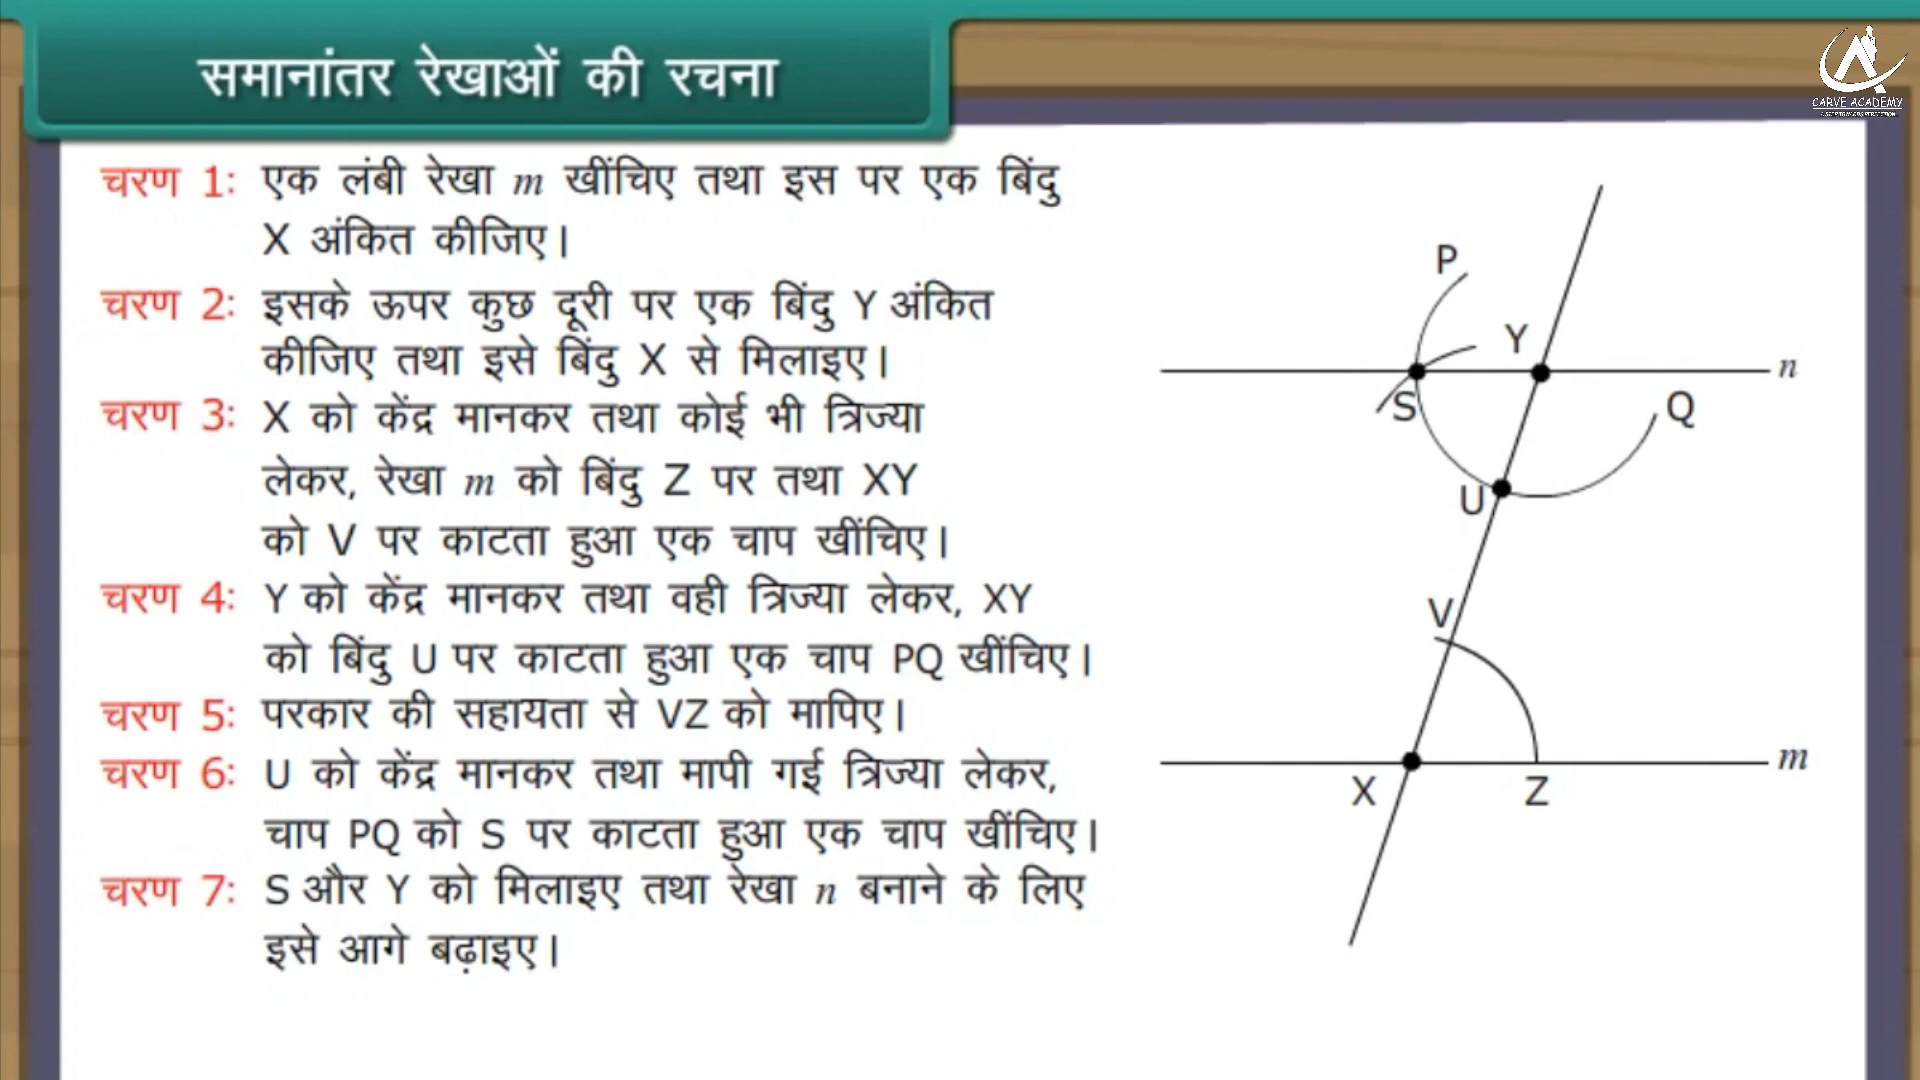 समानांतर रेखाओं की रचना
CARVE ACADEMY
चरण 1: एक लंबी रेखा m खींचिए तथा इस पर एक बिंदु
X अंकित कीजिए।
चरण 2: इसके ऊपर कुछ दूरी पर एक बिंदु Y अंकित
कीजिए तथा इसे बिंदु X से मिलाइए।
चरण 3: X को केंद्र मानकर तथा कोई भी त्रिज्या
लेकर, रेखा m को बिंदु Z पर तथा XY
को V पर काटता हुआ एक चाप खींचिए।
चरण 4: Y को केंद्र मानकर तथा वही त्रिज्या लेकर, XY
को बिंदु U पर काटता हुआ एक चाप PQ खींचिए।
चरण 5: परकार की सहायता से VZ को मापिए।
चरण 6: U को केंद्र मानकर तथा मापी गई त्रिज्या लेकर,
चाप PQ को S पर काटता हुआ एक चाप खींचिए।
चरण 7: S और Y को मिलाइए तथा रेखा n बनाने के लिए
इसे आगे बढ़ाइए।
P
Y
n
S
Q
U
V
m
X
Z